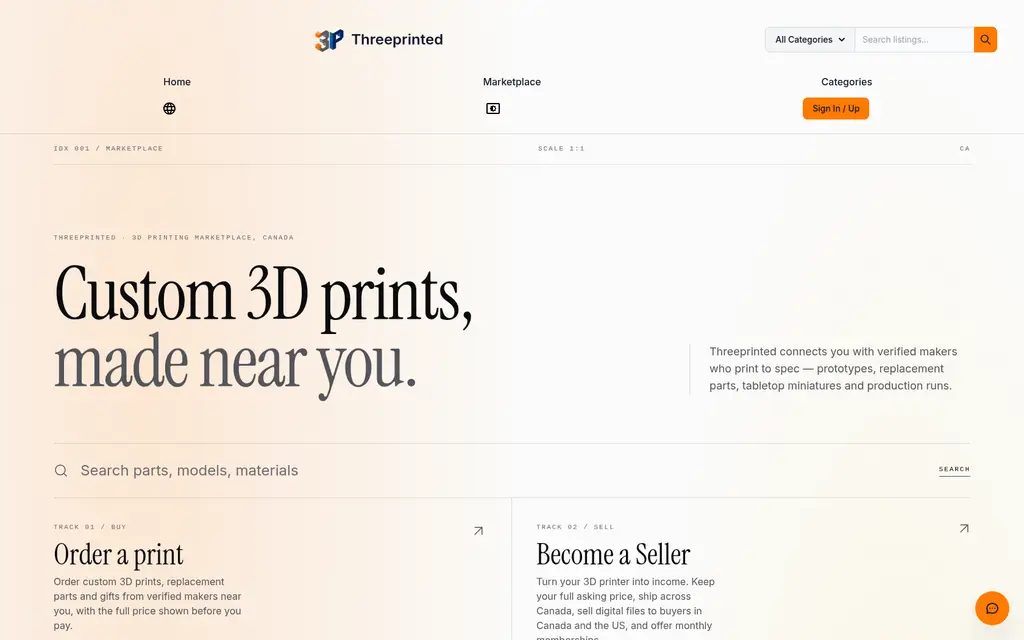 3P Threeprinted
All Categories
Search listings...
Home
Marketplace
Categories
Sign In / Up
IDX 001 / MARKETPLACE
SCALE 1:1
CA
THREEPRINTED · 3D PRINTING MARKETPLACE, CANADA
Custom 3D prints,
made near you.
Threeprinted connects you with verified makers
who print to spec — prototypes, replacement
parts, tabletop miniatures and production runs.
Search parts, models, materials
SEARCH
TRACK 01 / BUY
Order a print
Order custom 3D prints, replacement
parts and gifts from verified makers near
you, with the full price shown before you
pay.
TRACK 02 / SELL
Become a Seller
Turn your 3D printer into income. Keep
your full asking price, ship across
Canada, sell digital files to buyers in
Canada and the US, and offer monthly
memberships.